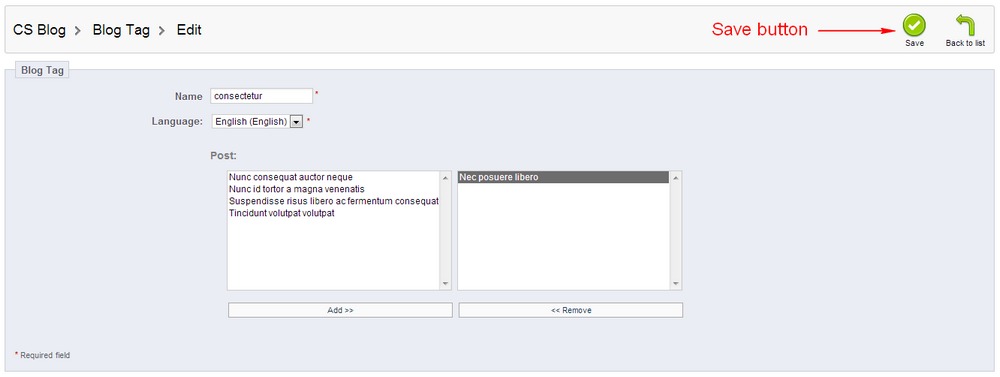 CS Blog > Blog Tag > Edit
Save button
Save
Back to list
Blog Tag
Name consectetur *
Language: English (English) *
Post:
Nunc consequat auctor neque
Nunc id tortor a magna venenatis
Suspendisse risus libero ac fermentum consequat
Tincidunt volutpat volutpat
Nec posuere libero
Add >>
<< Remove
* Required field